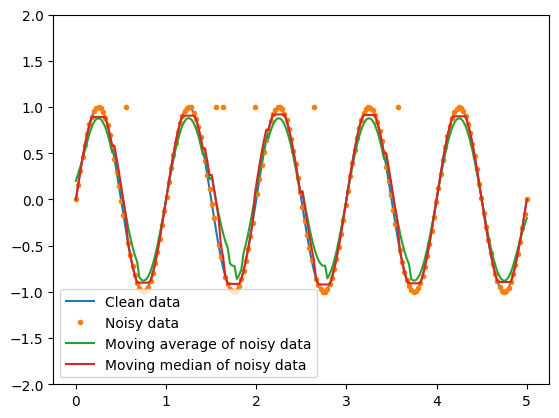 2.0
1.5
1.0
0.5
0.0
−0.5
−1.0
−1.5
−2.0
Clean data
Noisy data
Moving average of noisy data
Moving median of noisy data
0 1 2 3 4 5